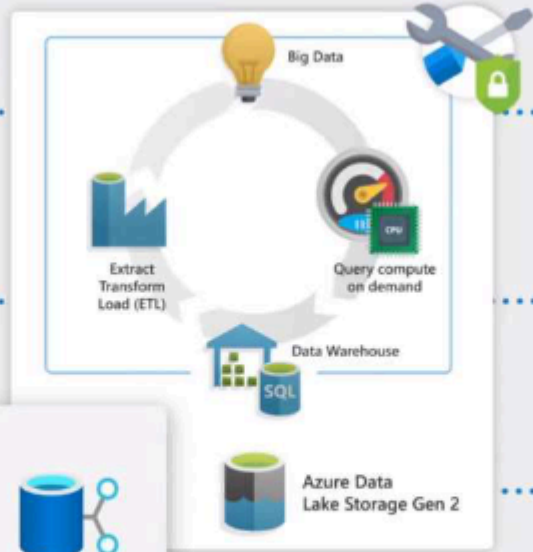 Big Data
CPU
Extract
Transform
Load (ETL)
Query compute
on demand
Data Warehouse
SQL
Azure Data
Lake Storage Gen 2